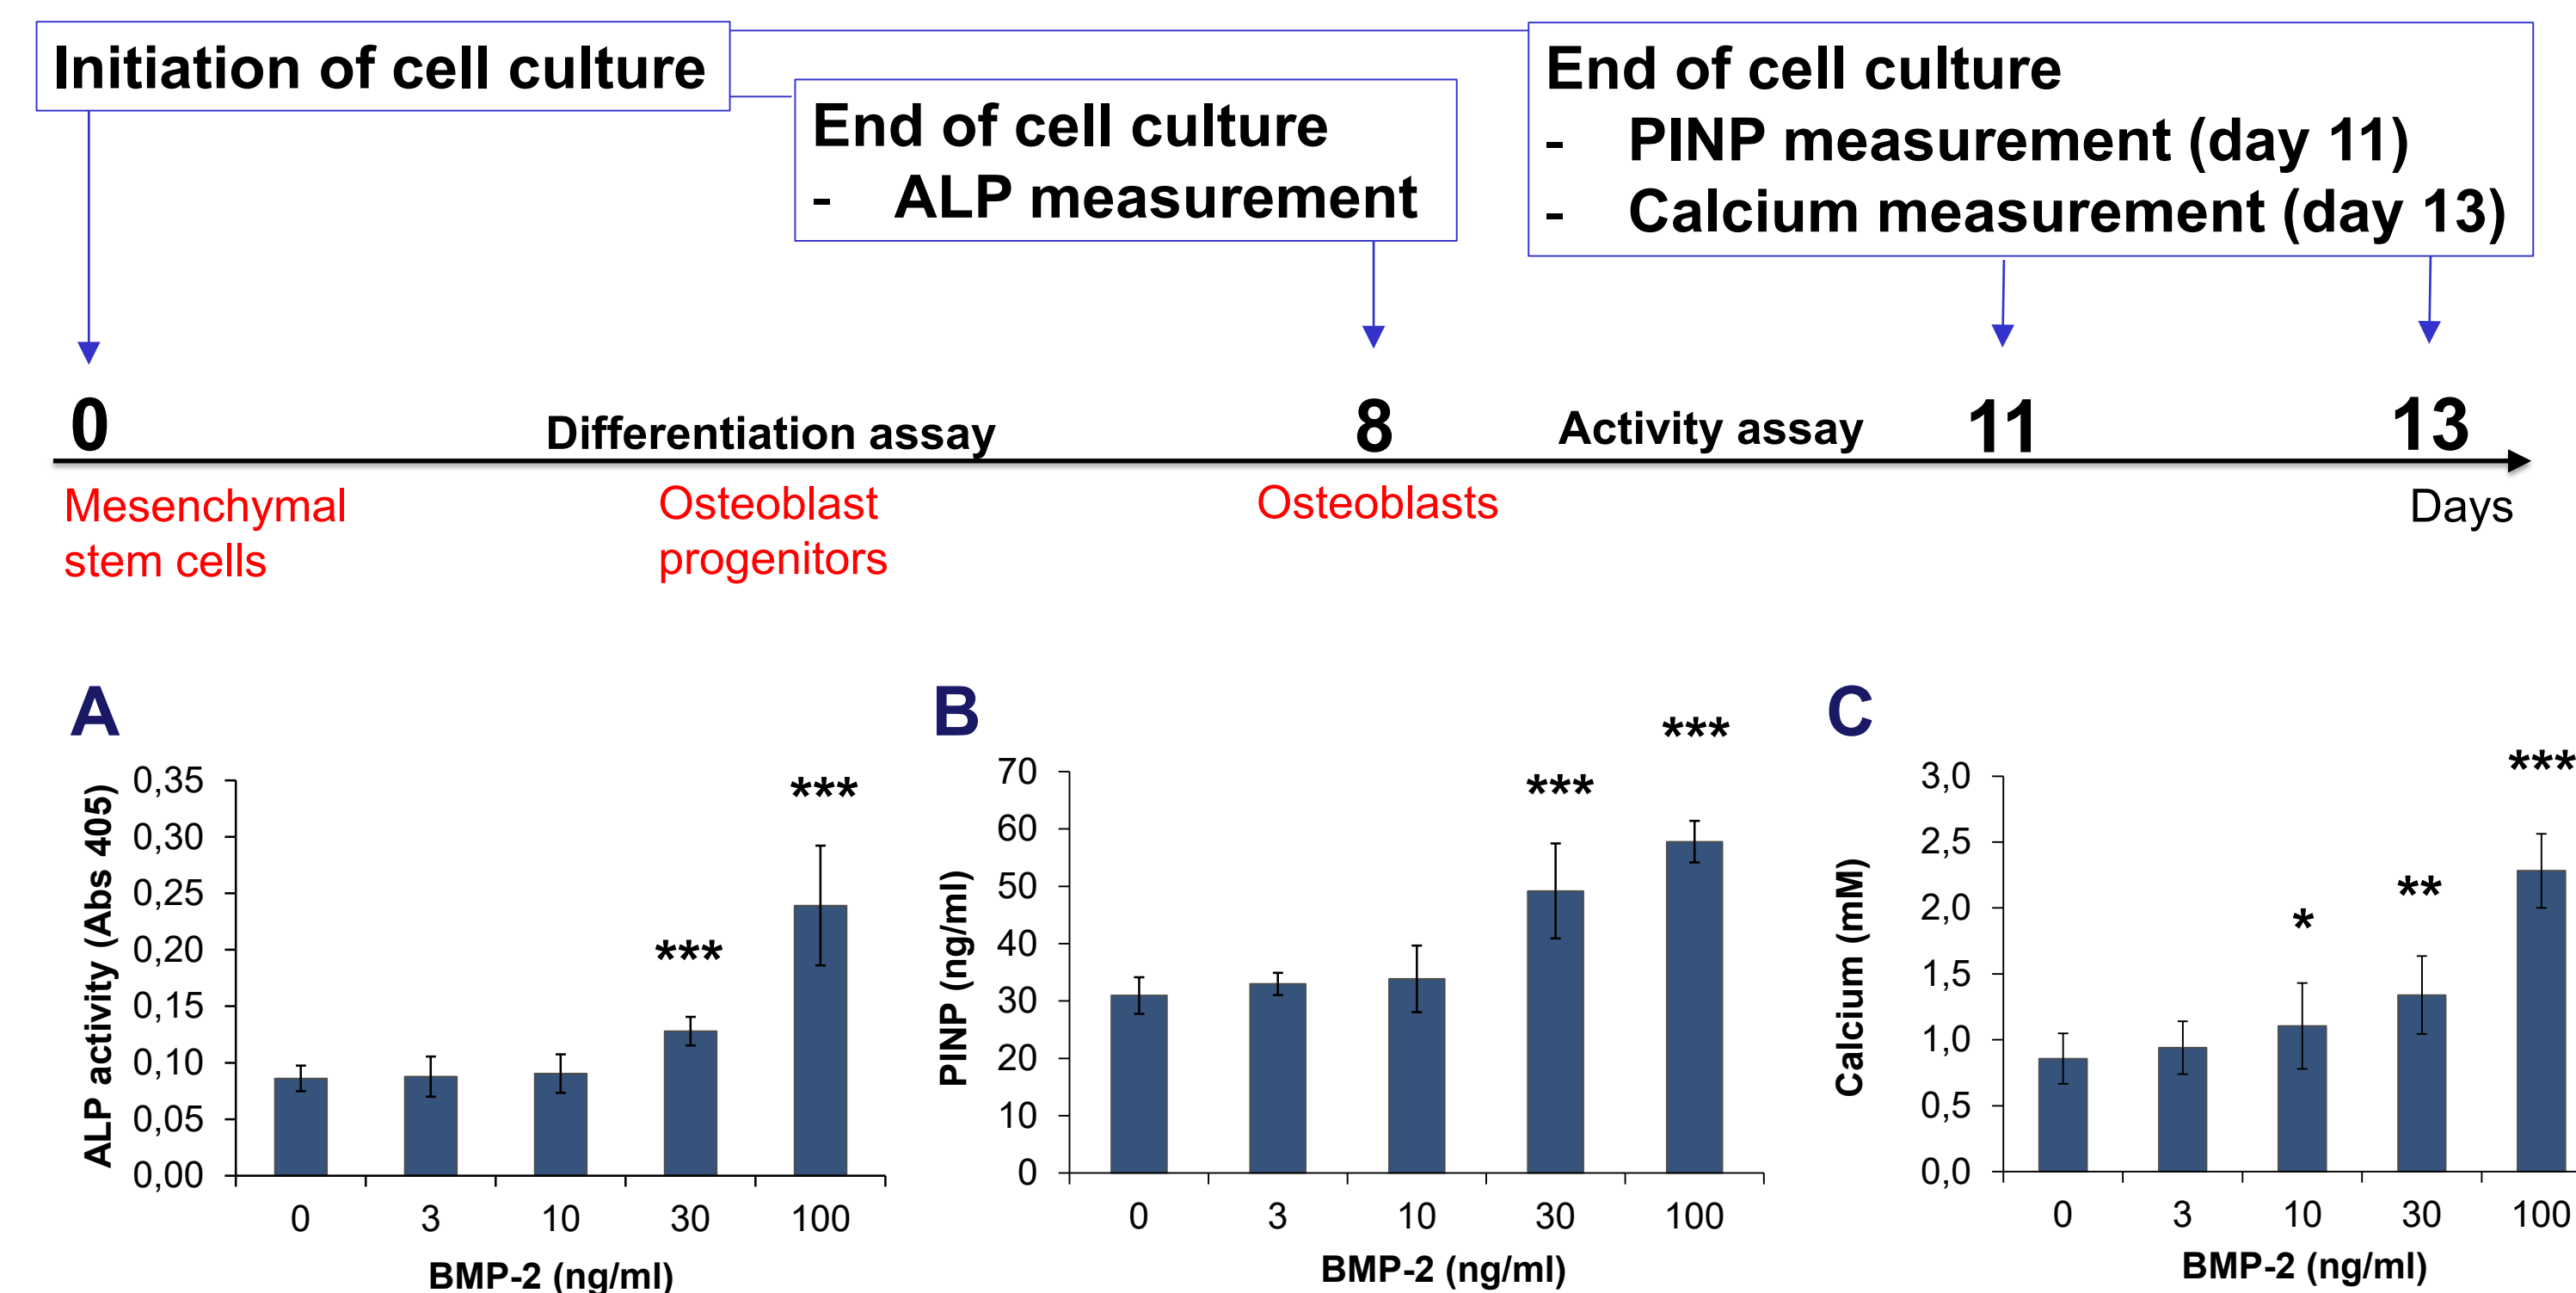 Initiation of cell culture
End of cell culture
- ALP measurement
End of cell culture
- PINP measurement (day 11)
- Calcium measurement (day 13)
0 Differentiation assay 8 Activity assay 11 13
Mesenchymal
stem cells
Osteoblast
progenitors
Osteoblasts
Days
A
ALP activity (Abs 405)
0,35
0,30
0,25
0,20
0,15
0,10
0,05
0,00
***
***
0 3 10 30 100
BMP-2 (ng/ml)
B
PINP (ng/ml)
70
60
50
40
30
20
10
0
***
***
0 3 10 30 100
BMP-2 (ng/ml)
C
Calcium (mM)
3,0
2,5
2,0
1,5
1,0
0,5
0,0
*
**
***
0 3 10 30 100
BMP-2 (ng/ml)